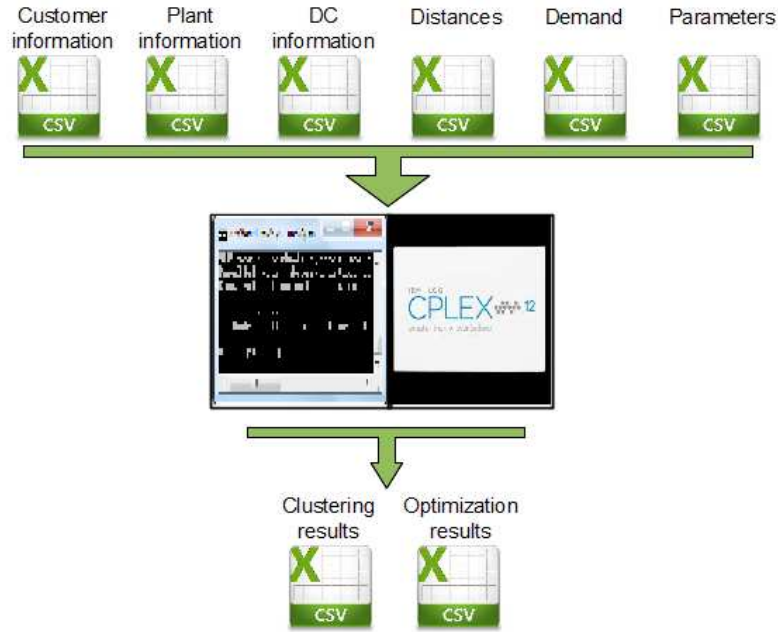 Customer
information
Plant
information
DC
information
Distances
Demand
Parameters
X
CSV
X
CSV
X
CSV
X
CSV
X
CSV
X
CSV
CPLEX 12
Clustering
results
Optimization
results
X
CSV
X
CSV